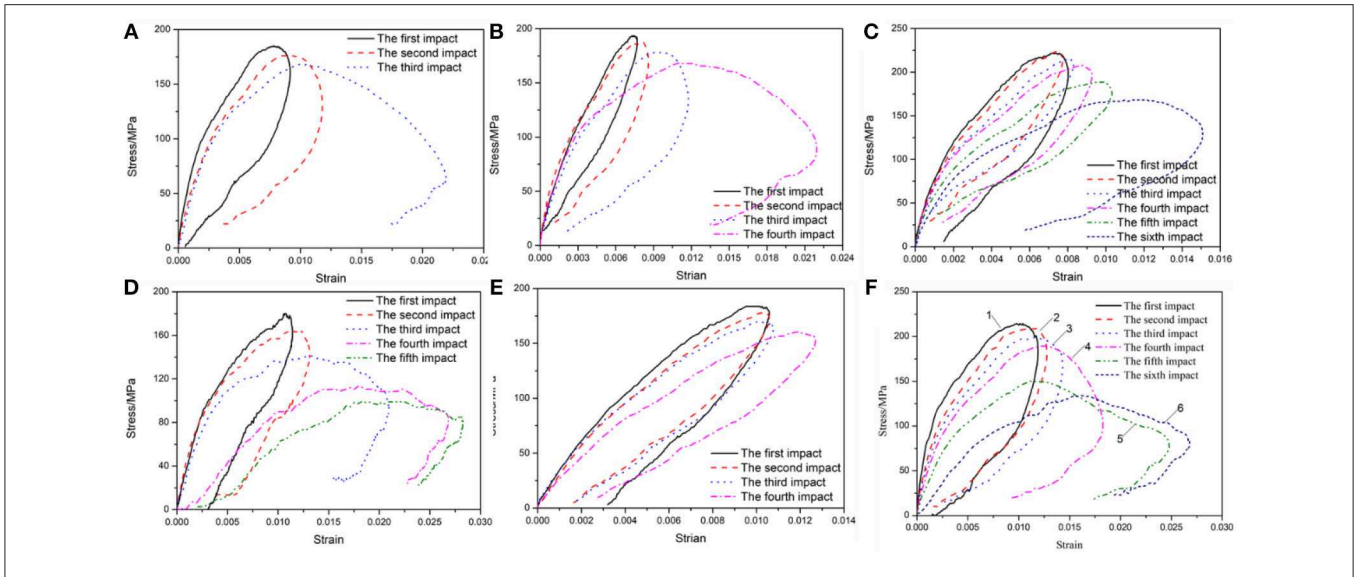 A
200
150
100
50
0
Stress/MPa
The first impact
The second impact
The third impact
0.000 0.005 0.010 0.015 0.020
Strain
B
200
150
100
50
0
Stress/MPa
The first impact
The second impact
The third impact
The fourth impact
0.000 0.003 0.006 0.009 0.012 0.015 0.018 0.021 0.024
Strian
C
250
200
150
100
50
0
Stress/MPa
The first impact
The second impact
The third impact
The fourth impact
The fifth impact
The sixth impact
0.000 0.002 0.004 0.006 0.008 0.010 0.012 0.014 0.016
Strain
D
200
160
120
80
40
0
Stress/MPa
The first impact
The second impact
The third impact
The fourth impact
The fifth impact
0.000 0.005 0.010 0.015 0.020 0.025 0.030
Strain
E
200
160
120
80
40
0
The first impact
The second impact
The third impact
The fourth impact
0.000 0.002 0.004 0.006 0.008 0.010 0.012 0.014
Strian
F
250
200
150
100
50
0
Stress/MPa
1
2
3
4
5
6
The first impact
The second impact
The third impact
The fourth impact
The fifth impact
The sixth impact
0.000 0.005 0.010 0.015 0.020 0.025 0.030
Strain